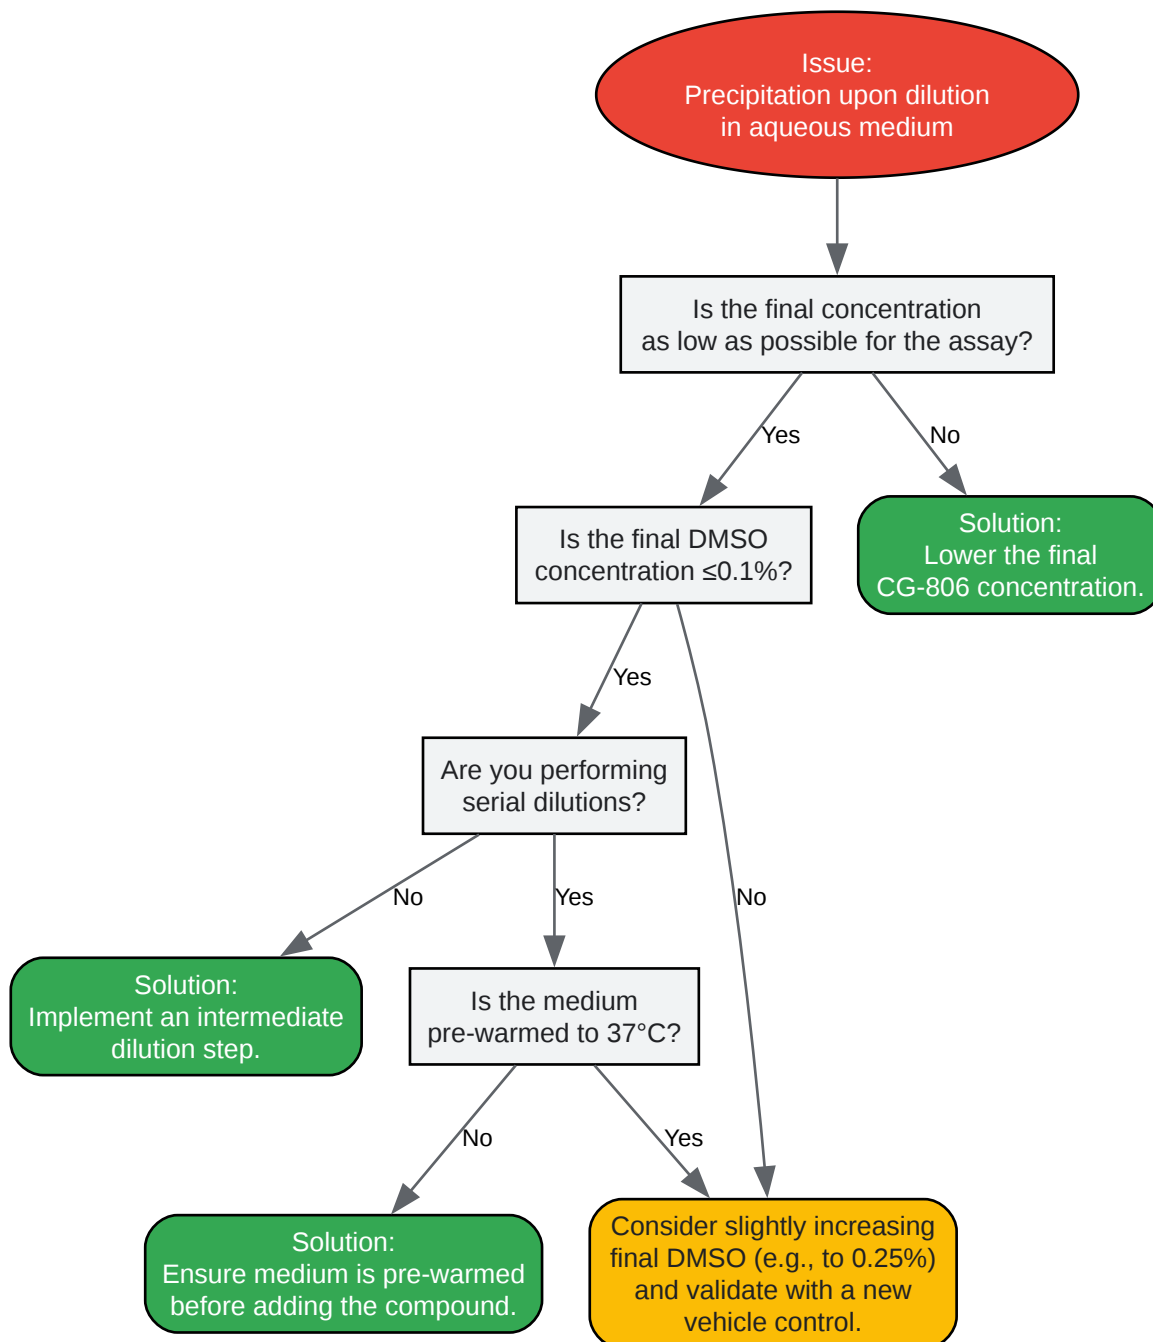 Issue:
Precipitation upon dilution
in aqueous medium
Is the final concentration
as low as possible for the assay?
Yes
No
Is the final DMSO
concentration ≤0.1%?
Solution:
Lower the final
CG-806 concentration.
Yes
No
Are you performing
serial dilutions?
No
Yes
Solution:
Implement an intermediate
dilution step.
Is the medium
pre-warmed to 37°C?
No
Yes
Solution:
Ensure medium is pre-warmed
before adding the compound.
Consider slightly increasing
final DMSO (e.g., to 0.25%)
and validate with a new
vehicle control.